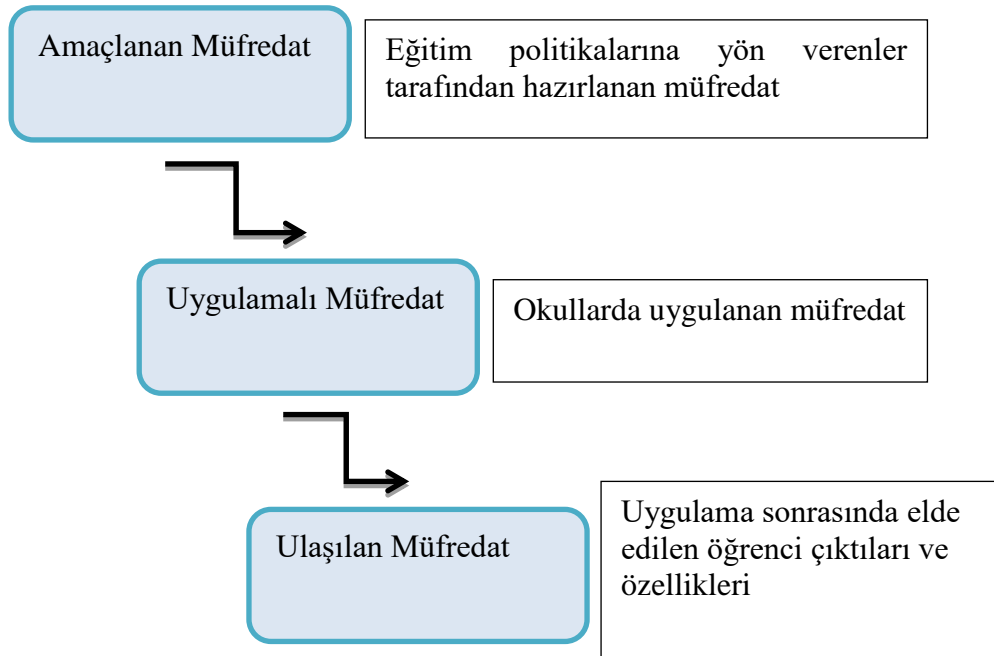 Amaçlanan Müfredat
Eğitim politikalarına yön verenler
tarafından hazırlanan müfredat
Uygulamalı Müfredat
Okullarda uygulanan müfredat
Ulaşılan Müfredat
Uygulama sonrasında elde
edilen öğrenci çıktıları ve
özellikleri